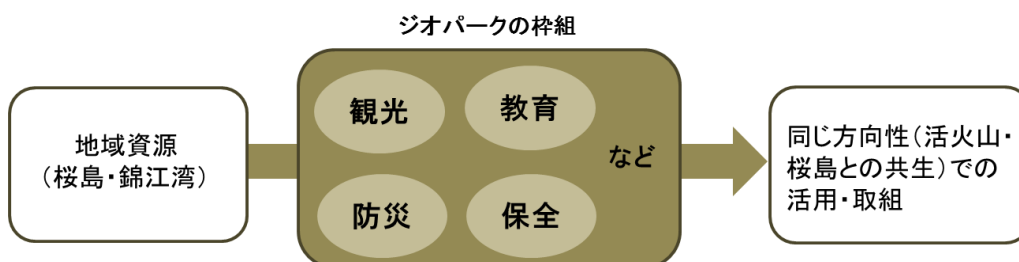 ジオパークの枠組
地域資源
（桜島・錦江湾）
観光
教育
など
防災
保全
同じ方向性（活火山・
桜島との共生）での
活用・取組